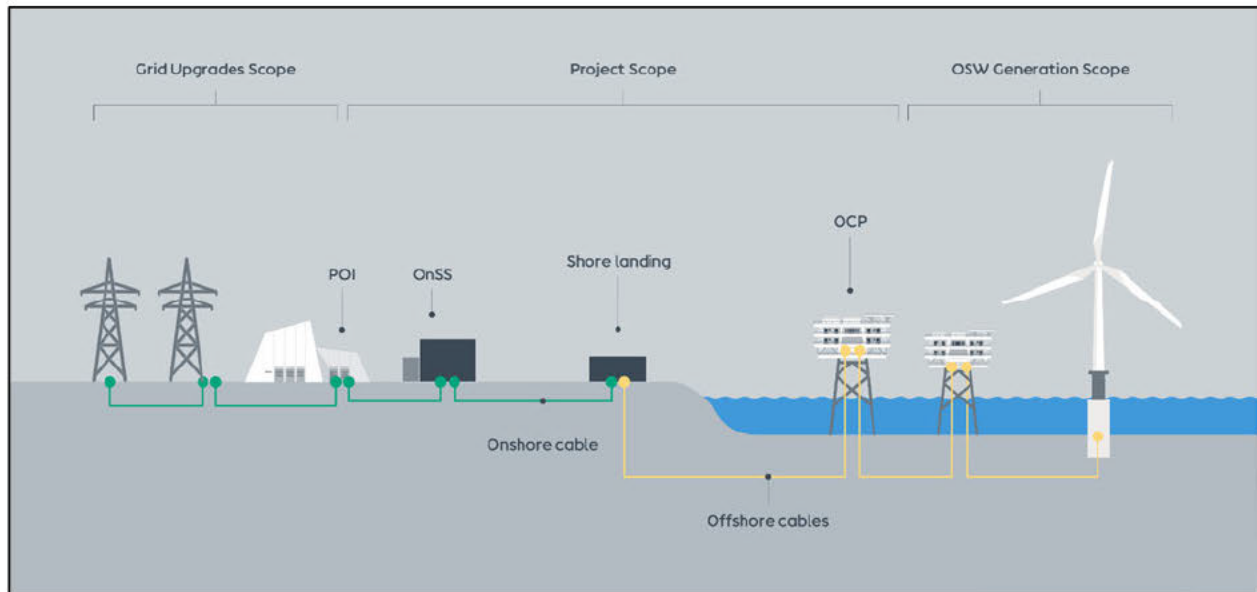 Grid Upgrades Scope
Project Scope
OSW Generation Scope
OCP
Shore landing
POI
OnSS
Onshore cable
Offshore cables